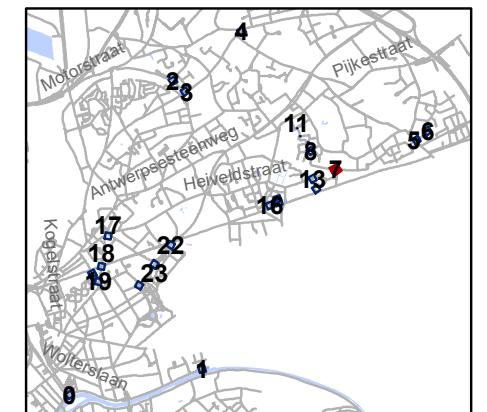 4
Motorstraat
Pijkestraat
2
3
11
6
5
Antwerpsesteenweg
8
7
Heiveldstraat
13
16
17
Kogelstraat
22
18
23
19
Wolterslaan
1
0